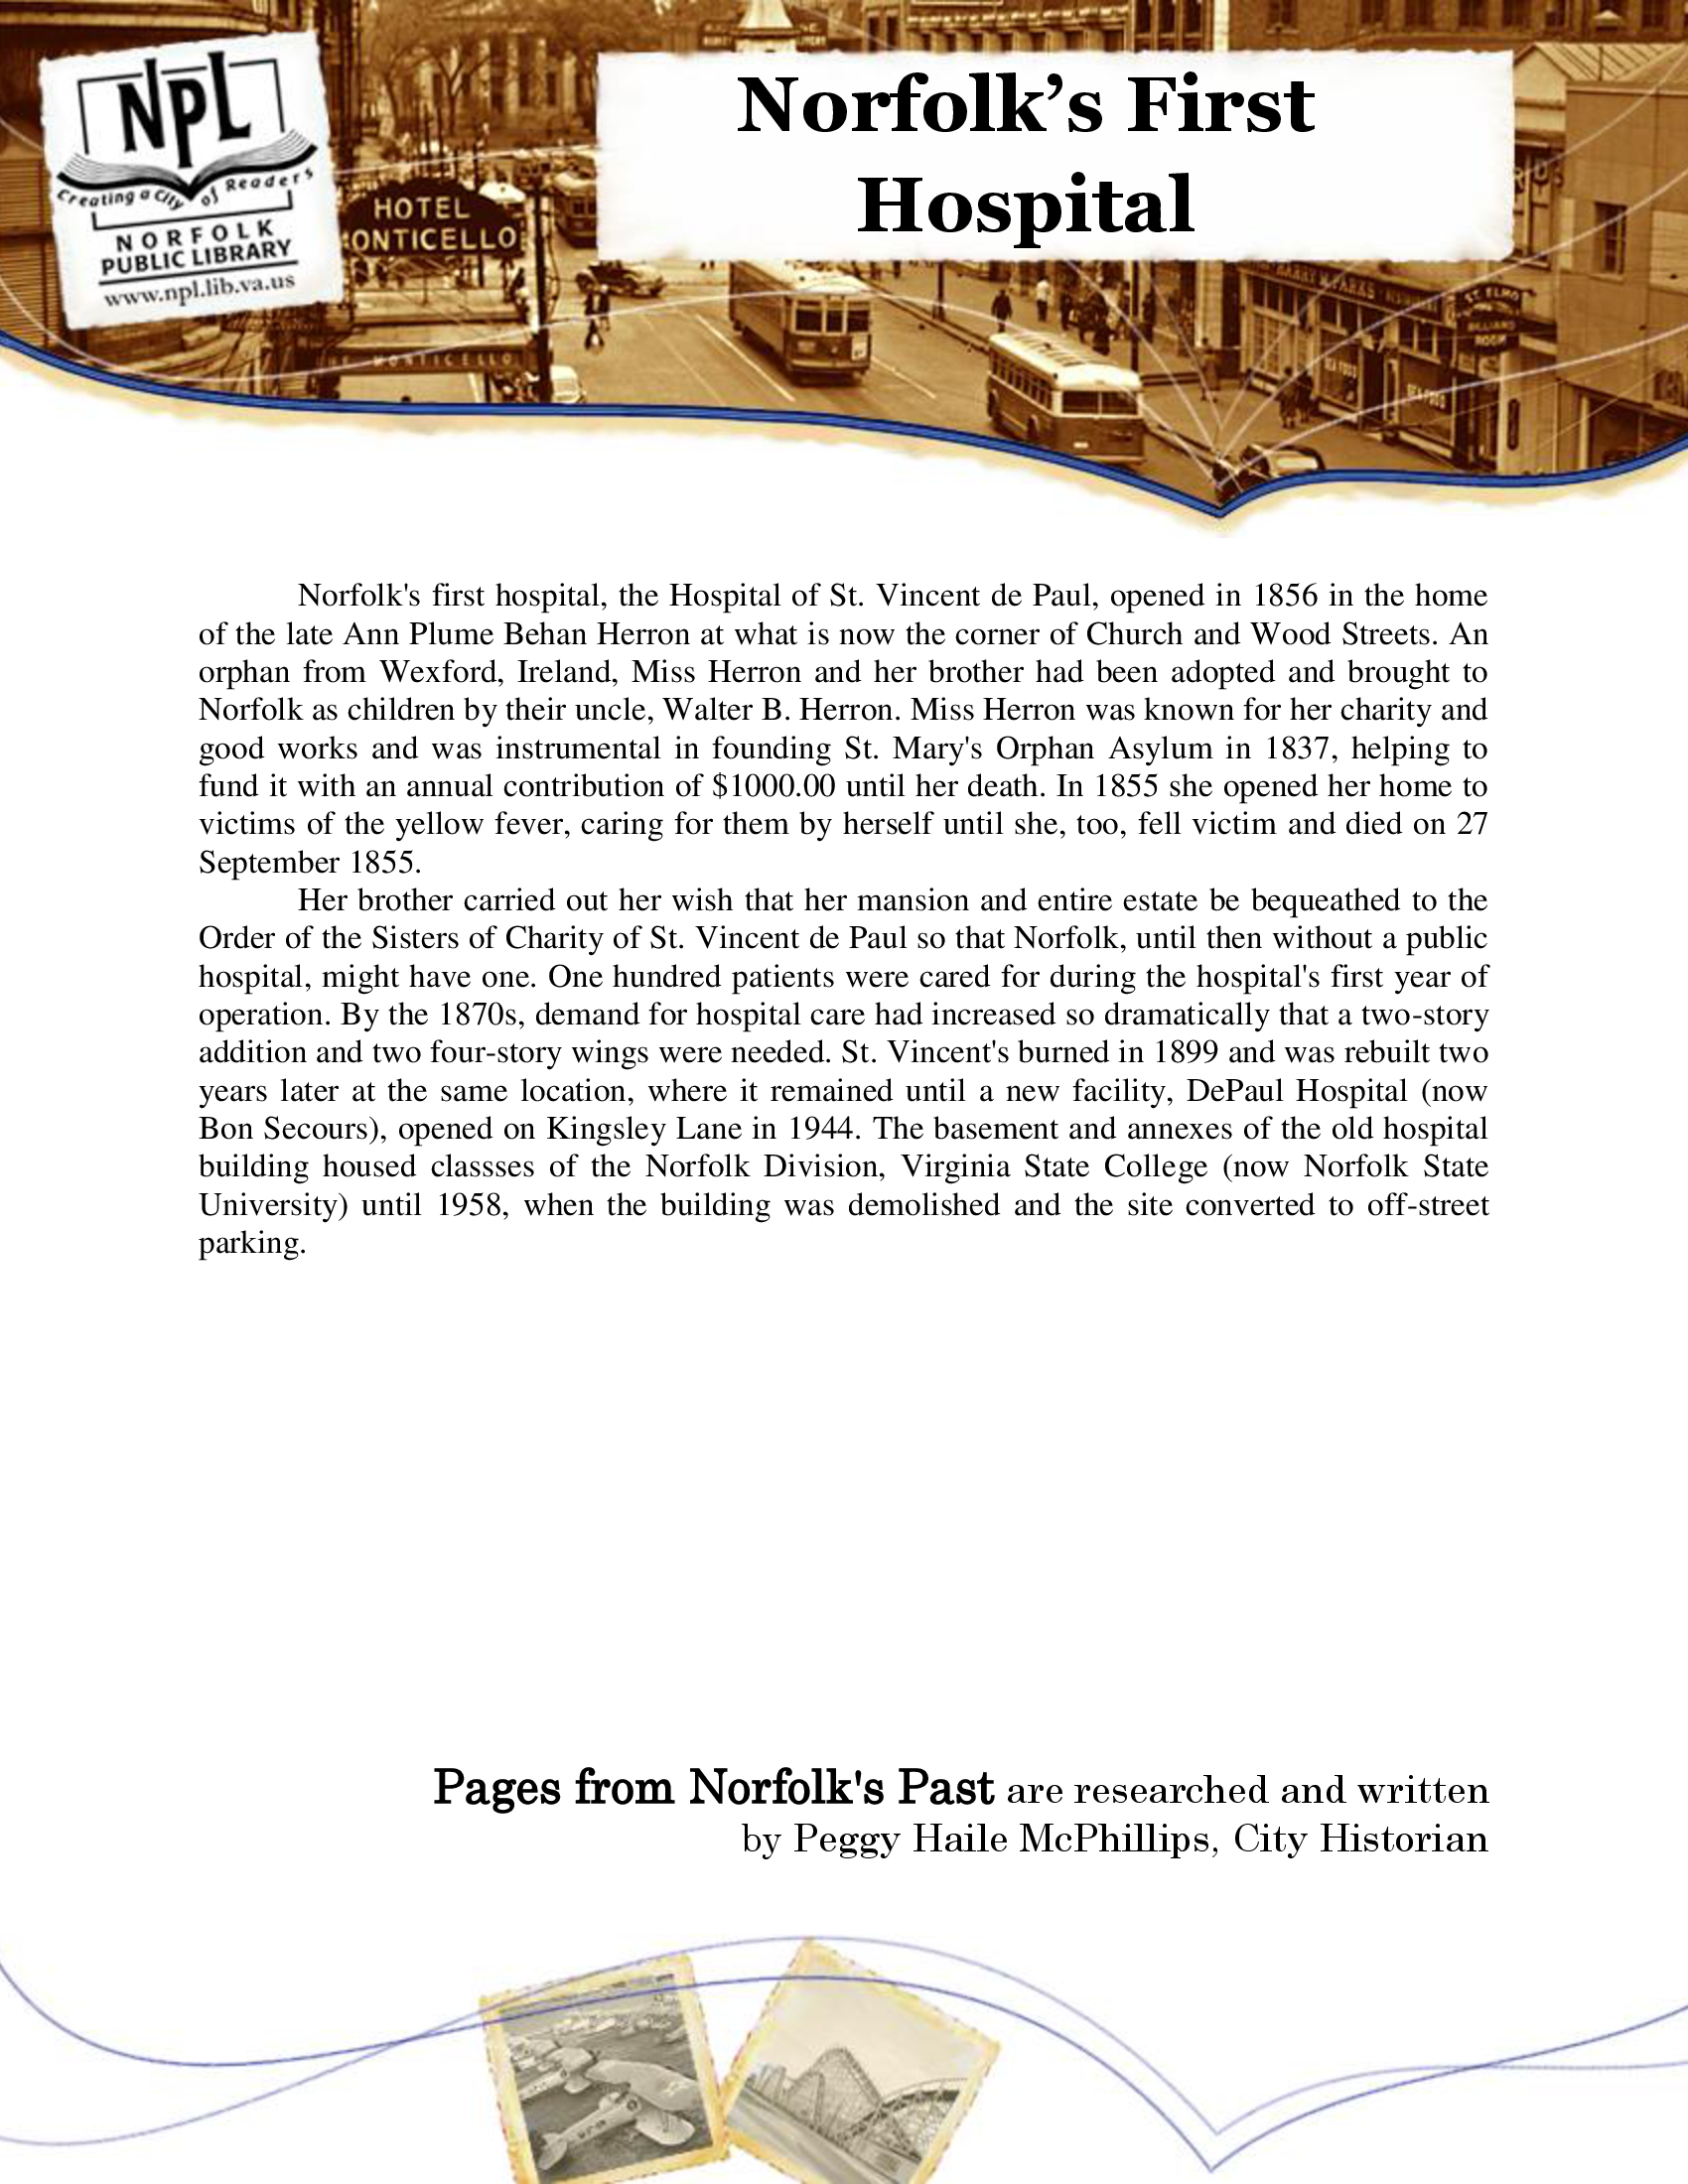 NPL
Creating a City of Readers
NORFOLK
PUBLIC LIBRARY
www.npl.lib.va.us
HOTEL
MONTICELLO
MONTICELLO
Norfolk’s First
Hospital
HARRY M. PARKS
ST. ELMO
BILLIARD
ROOM
SEA FOOD
SEA FOOD
Norfolk's first hospital, the Hospital of St. Vincent de Paul, opened in 1856 in the home
of the late Ann Plume Behan Herron at what is now the corner of Church and Wood Streets. An
orphan from Wexford, Ireland, Miss Herron and her brother had been adopted and brought to
Norfolk as children by their uncle, Walter B. Herron. Miss Herron was known for her charity and
good works and was instrumental in founding St. Mary's Orphan Asylum in 1837, helping to
fund it with an annual contribution of $1000.00 until her death. In 1855 she opened her home to
victims of the yellow fever, caring for them by herself until she, too, fell victim and died on 27
September 1855.
Her brother carried out her wish that her mansion and entire estate be bequeathed to the
Order of the Sisters of Charity of St. Vincent de Paul so that Norfolk, until then without a public
hospital, might have one. One hundred patients were cared for during the hospital's first year of
operation. By the 1870s, demand for hospital care had increased so dramatically that a two-story
addition and two four-story wings were needed. St. Vincent's burned in 1899 and was rebuilt two
years later at the same location, where it remained until a new facility, DePaul Hospital (now
Bon Secours), opened on Kingsley Lane in 1944. The basement and annexes of the old hospital
building housed classses of the Norfolk Division, Virginia State College (now Norfolk State
University) until 1958, when the building was demolished and the site converted to off-street
parking.
Pages from Norfolk's Past are researched and written
by Peggy Haile McPhillips, City Historian